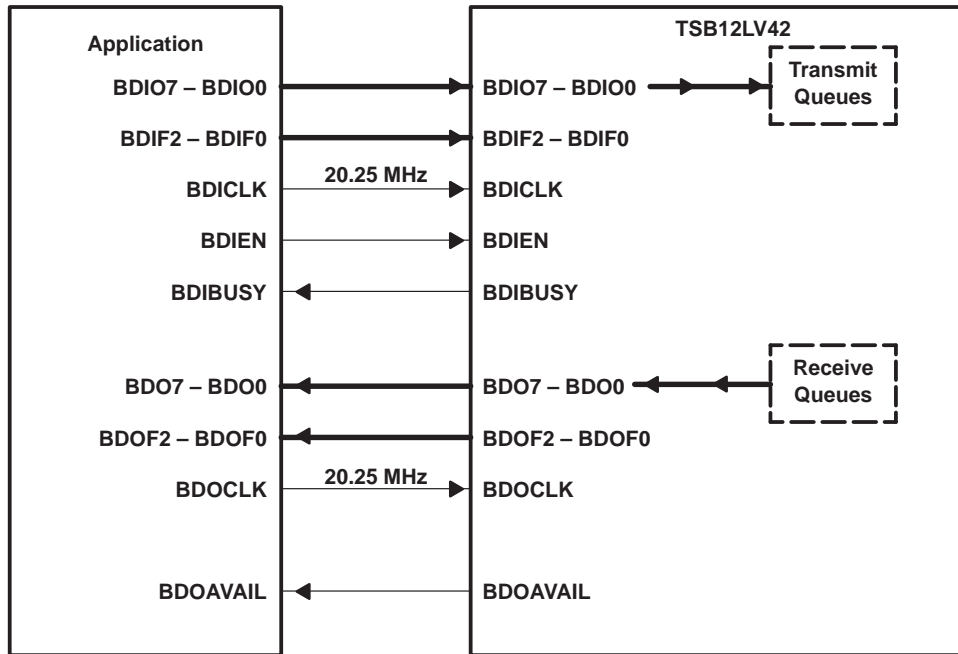 TSB12LV42
Application
BDIO7 – BDIO0
BDIO7 – BDIO0
Transmit
Queues
BDIF2 – BDIF0
BDIF2 – BDIF0
BDICLK
20.25 MHz
BDICLK
BDIEN
BDIEN
BDIBUSY
BDIBUSY
BDO7 – BDO0
BDO7 – BDO0
Receive
Queues
BDOF2 – BDOF0
BDOF2 – BDOF0
BDOCLK
20.25 MHz
BDOCLK
BDOAVAIL
BDOAVAIL